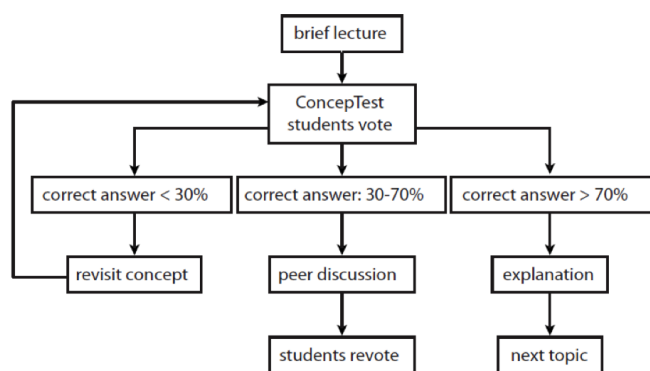 brief lecture
ConcepTest
students vote
correct answer < 30%
correct answer: 30-70%
correct answer > 70%
revisit concept
peer discussion
explanation
students revote
next topic